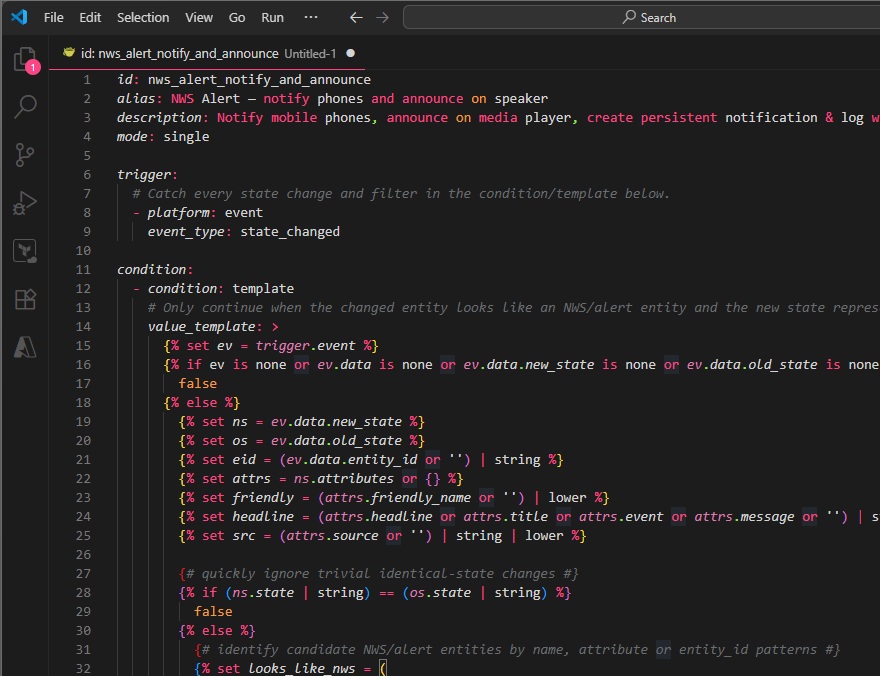 File Edit Selection View Go Run ··· ← → Search
1
id: nws_alert_notify_and_announce Untitled-1 ●
1 id: nws_alert_notify_and_announce
2 alias: NWS Alert — notify phones and announce on speaker
3 description: Notify mobile phones, announce on media player, create persistent notification & log w
4 mode: single
5
6 trigger:
7 # Catch every state change and filter in the condition/template below.
8 - platform: event
9 event_type: state_changed
10
11 condition:
12 - condition: template
13 # Only continue when the changed entity looks like an NWS/alert entity and the new state repres
14 value_template: >
15 {% set ev = trigger.event %}
16 {% if ev is none or ev.data is none or ev.data.new_state is none or ev.data.old_state is none
17 false
18 {% else %}
19 {% set ns = ev.data.new_state %}
20 {% set os = ev.data.old_state %}
21 {% set eid = (ev.data.entity_id or '') | string %}
22 {% set attrs = ns.attributes or {} %}
23 {% set friendly = (attrs.friendly_name or '') | lower %}
24 {% set headline = (attrs.headline or attrs.title or attrs.event or attrs.message or '') | s
25 {% set src = (attrs.source or '') | string | lower %}
26
27 {# quickly ignore trivial identical-state changes #}
28 {% if (ns.state | string) == (os.state | string) %}
29 false
30 {% else %}
31 {# identify candidate NWS/alert entities by name, attribute or entity_id patterns #}
32 {% set looks_like_nws = (